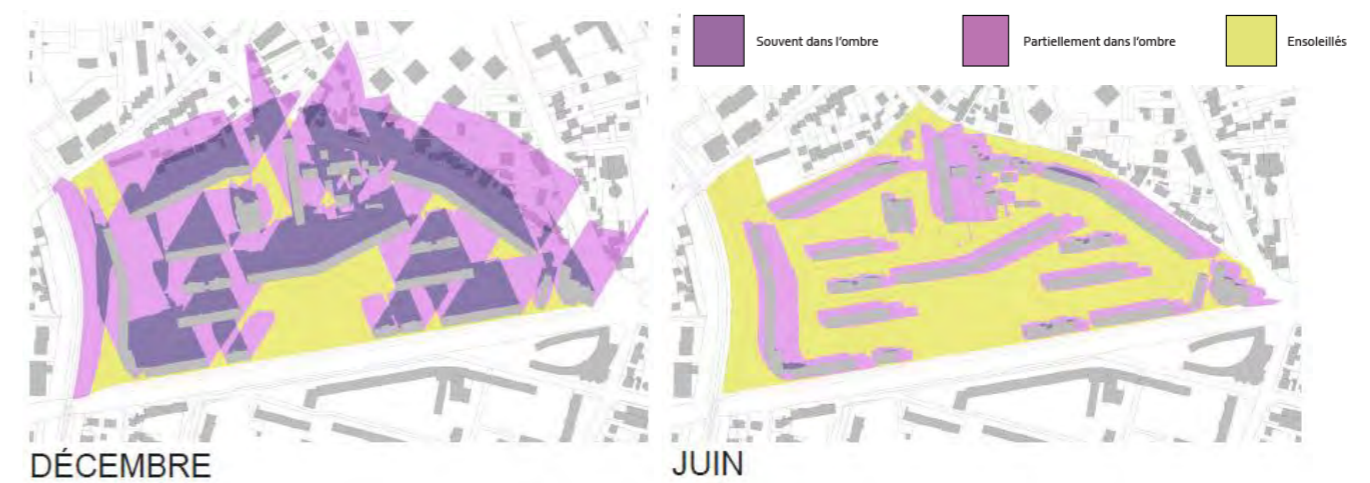 Souvent dans l'ombre
Partiellement dans l'ombre
Ensoleillés
DÉCEMBRE
JUIN